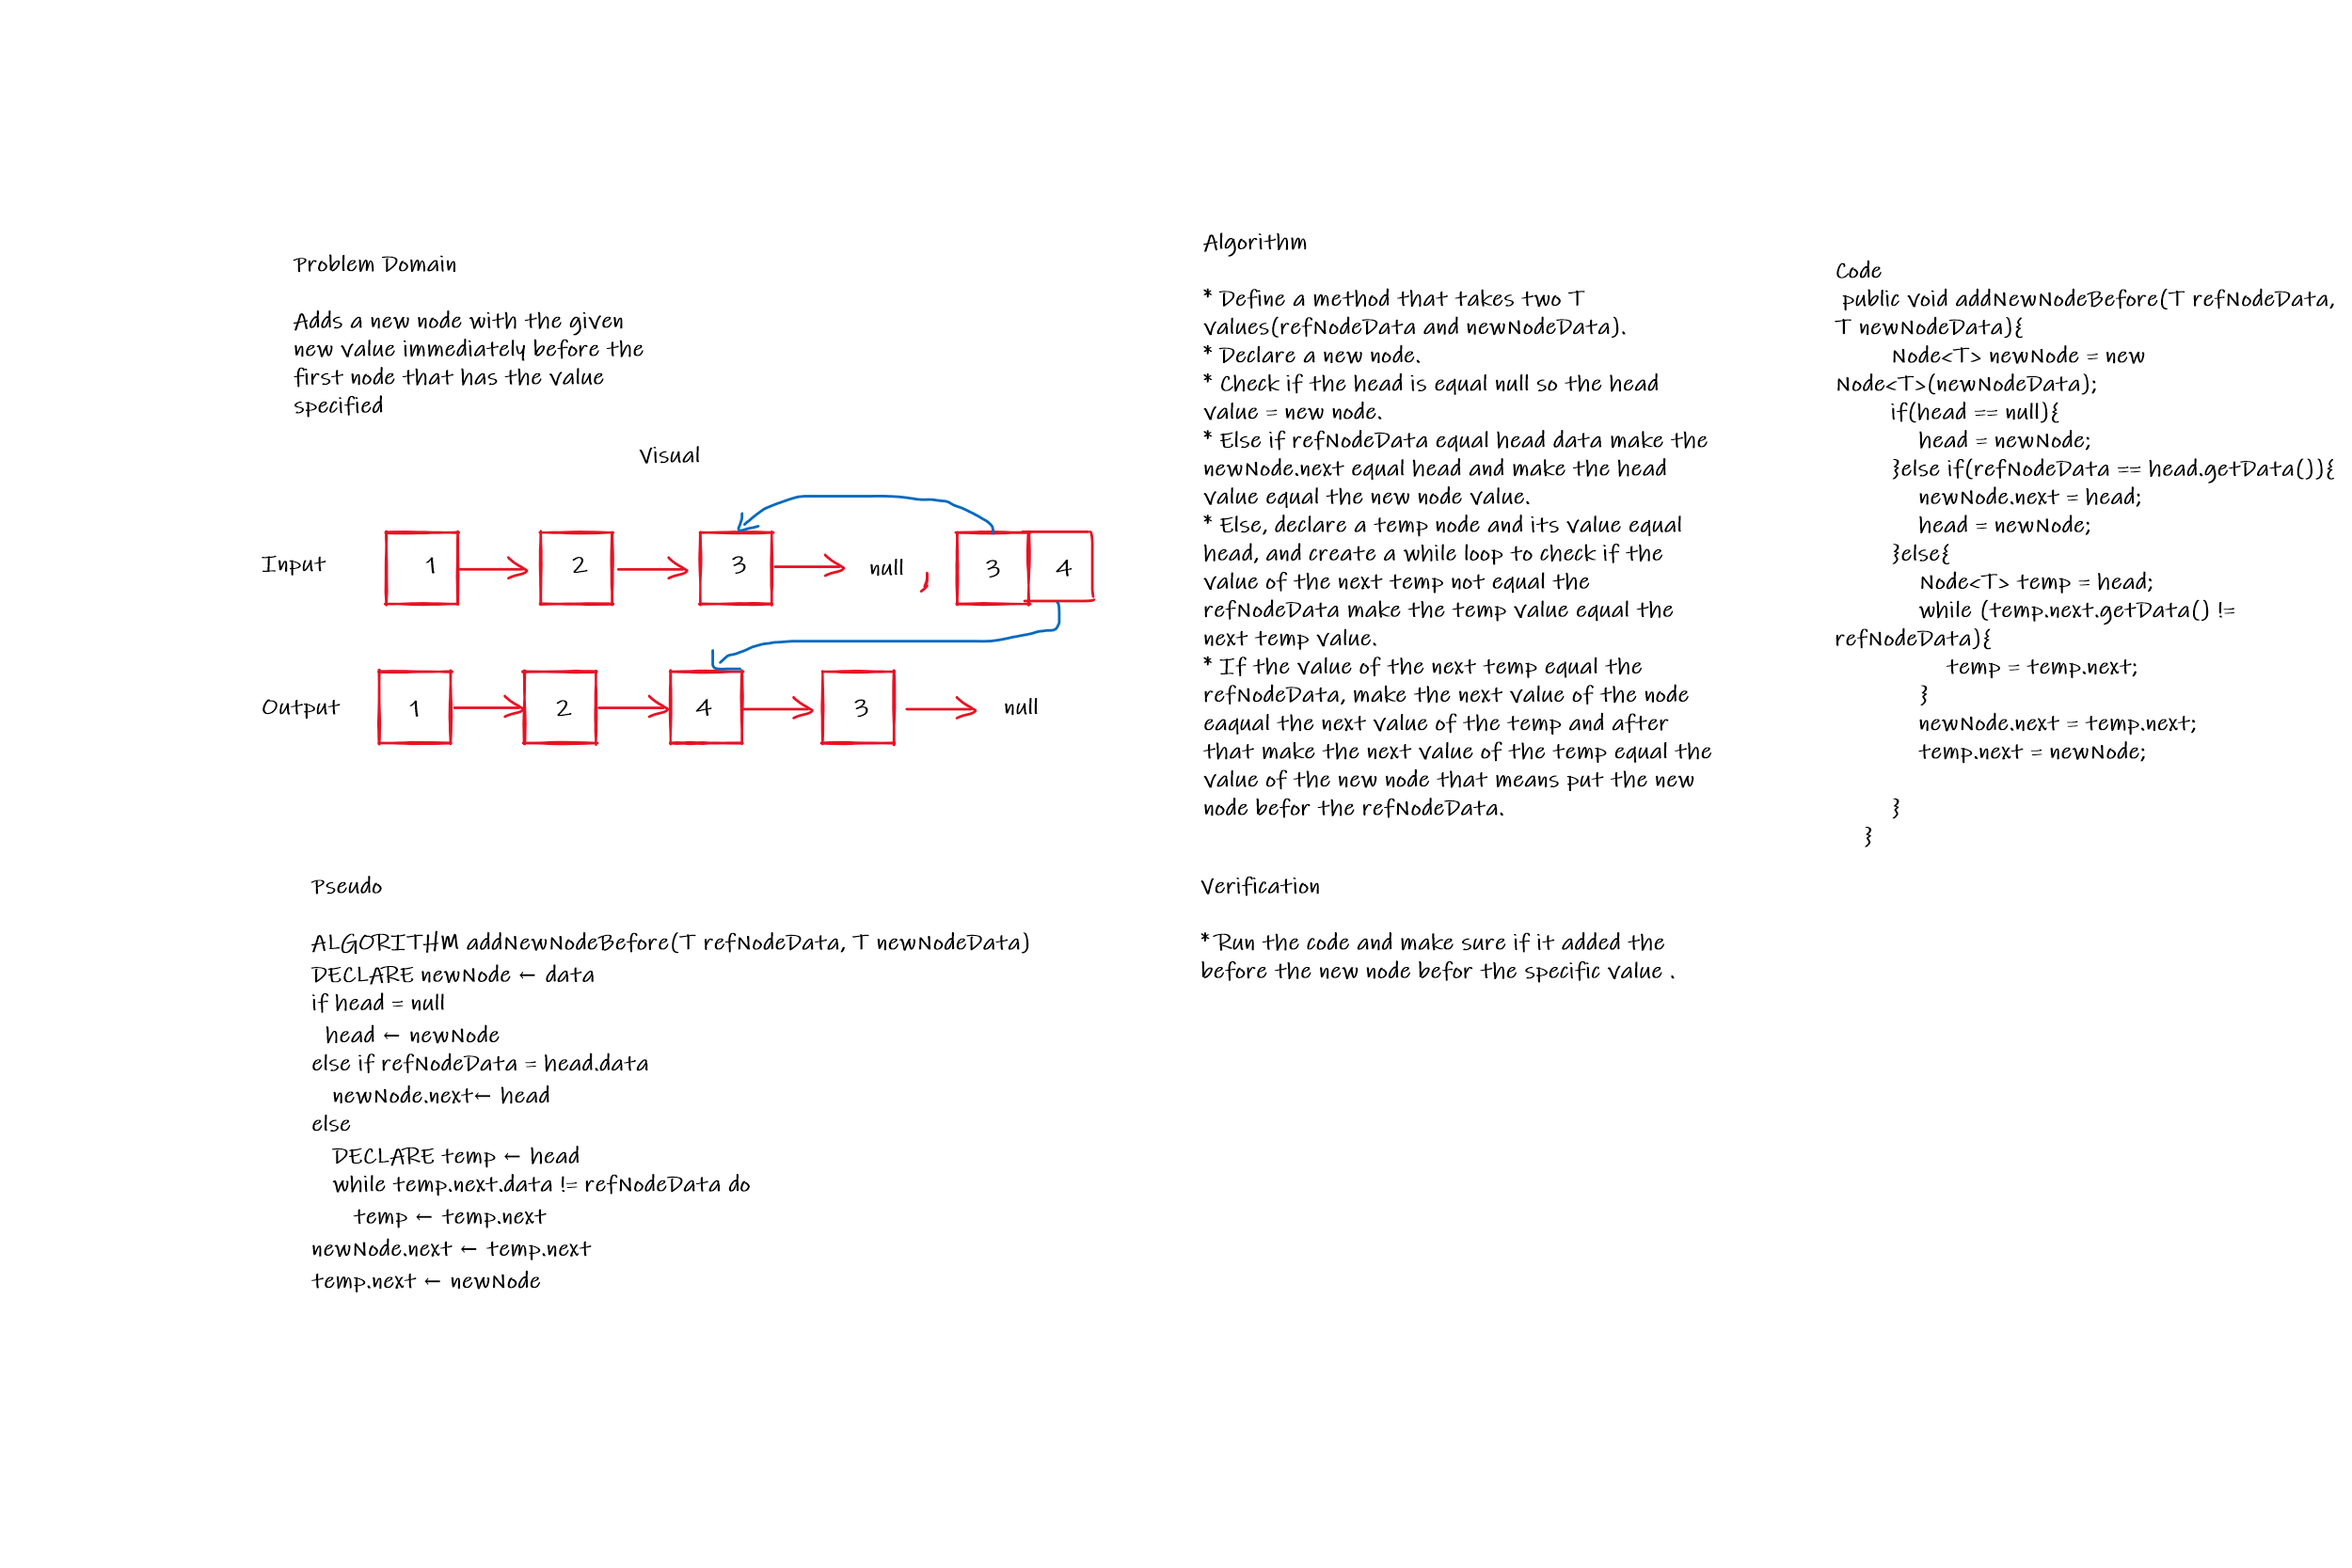 Problem Domain
Adds a new node with the given
new value immediately before the
first node that has the value
specified
Visual
Input
1
2
3
null
,
3
4
Output
1
2
4
3
null
Pseudo
ALGORITHM addNewNodeBefore(T refNodeData, T newNodeData)
DECLARE newNode ← data
if head = null
head ← newNode
else if refNodeData = head.data
newNode.next← head
else
DECLARE temp ← head
while temp.next.data != refNodeData do
temp ← temp.next
newNode.next ← temp.next
temp.next ← newNode
Algorithm
* Define a method that takes two T
values(refNodeData and newNodeData).
* Declare a new node.
* Check if the head is equal null so the head
value = new node.
* Else if refNodeData equal head data make the
newNode.next equal head and make the head
value equal the new node value.
* Else, declare a temp node and its value equal
head, and create a while loop to check if the
value of the next temp not equal the
refNodeData make the temp value equal the
next temp value.
* If the value of the next temp equal the
refNodeData, make the next value of the node
eaqual the next value of the temp and after
that make the next value of the temp equal the
value of the new node that means put the new
node befor the refNodeData.
Verification
* Run the code and make sure if it added the
before the new node befor the specific value .
Code
public void addNewNodeBefore(T refNodeData,
T newNodeData){
Node<T> newNode = new
Node<T>(newNodeData);
if(head == null){
head = newNode;
}else if(refNodeData == head.getData()){
newNode.next = head;
head = newNode;
}else{
Node<T> temp = head;
while (temp.next.getData() !=
refNodeData){
temp = temp.next;
}
newNode.next = temp.next;
temp.next = newNode;
}
}